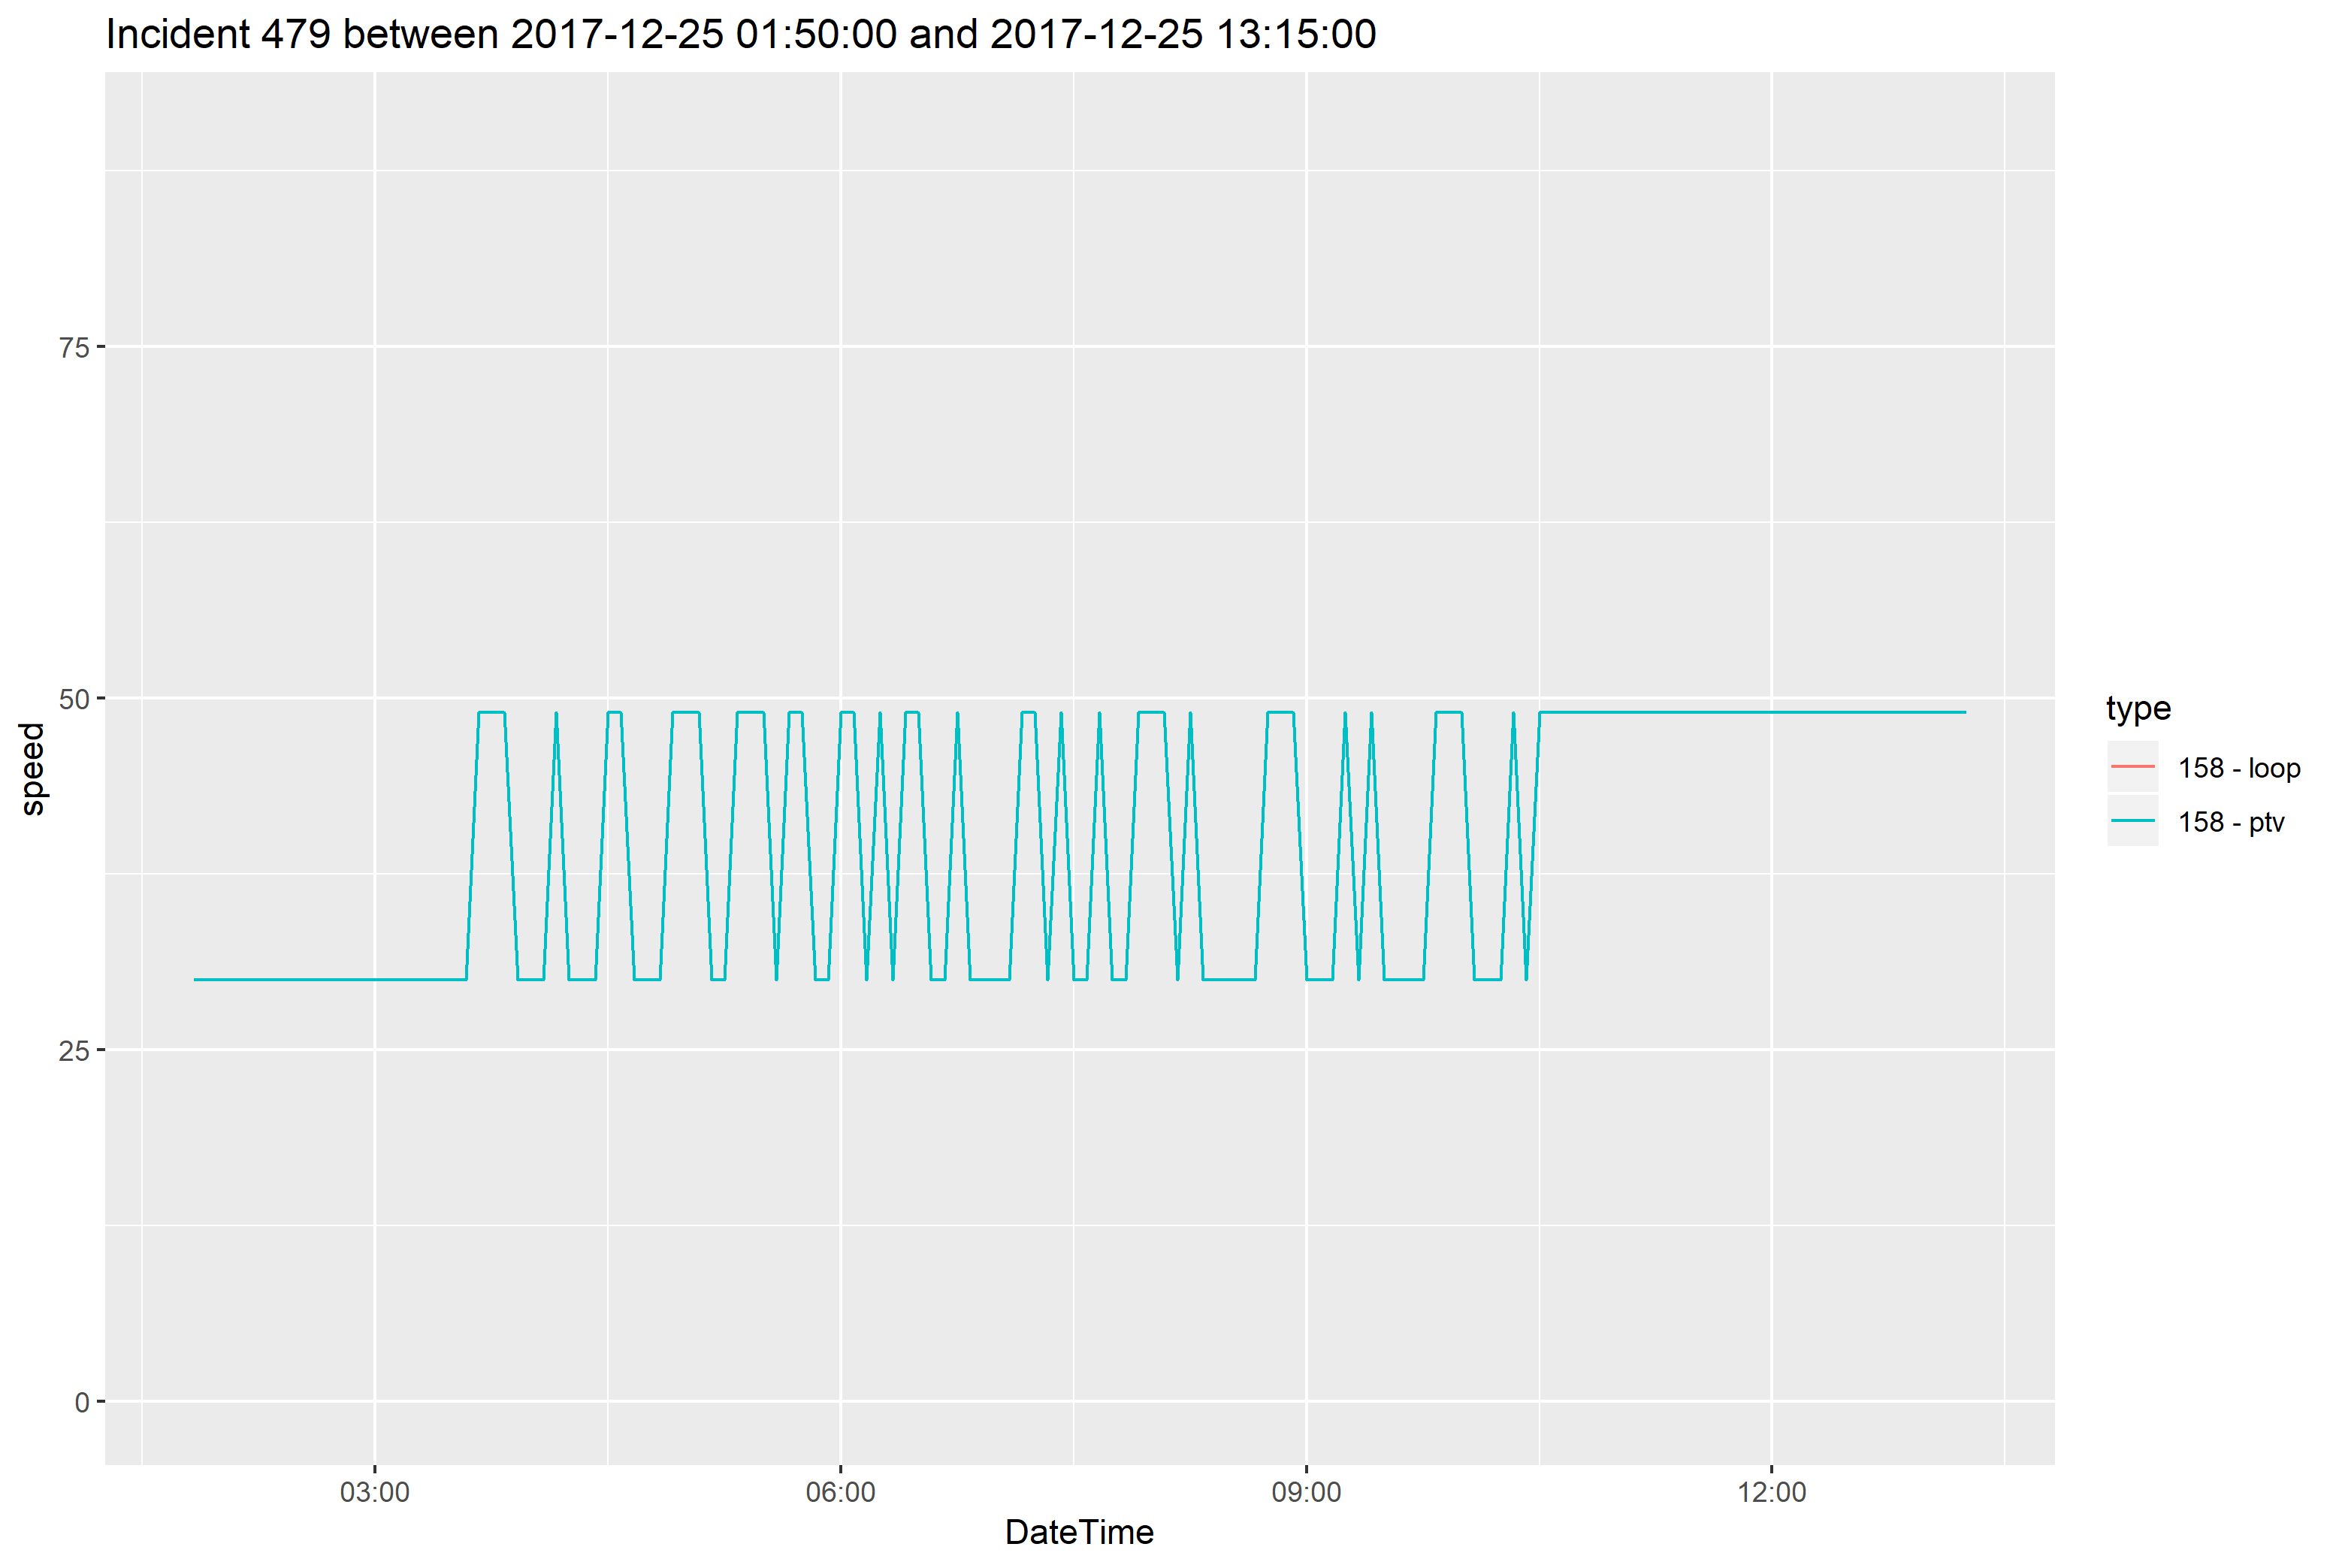 Incident 479 between 2017-12-25 01:50:00 and 2017-12-25 13:15:00
75
50
25
0
speed
03:00 06:00 09:00 12:00
DateTime
type
158 - loop
158 - ptv